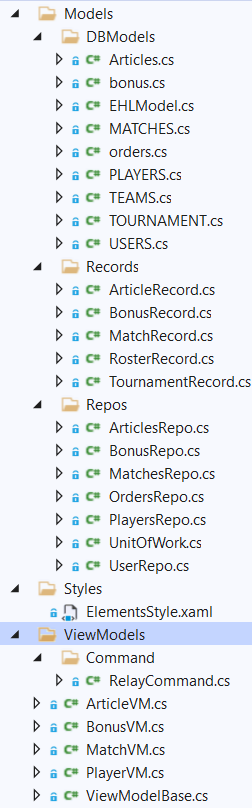 Models
DBModels
C# Articles.cs
C# bonus.cs
C# EHLModel.cs
C# MATCHES.cs
C# orders.cs
C# PLAYERS.cs
C# TEAMS.cs
C# TOURNAMENT.cs
C# USERS.cs
Records
C# ArticleRecord.cs
C# BonusRecord.cs
C# MatchRecord.cs
C# RosterRecord.cs
C# TournamentRecord.cs
Repos
C# ArticlesRepo.cs
C# BonusRepo.cs
C# MatchesRepo.cs
C# OrdersRepo.cs
C# PlayersRepo.cs
C# UnitOfWork.cs
C# UserRepo.cs
Styles
ElementsStyle.xaml
ViewModels
Command
C# RelayCommand.cs
C# ArticleVM.cs
C# BonusVM.cs
C# MatchVM.cs
C# PlayerVM.cs
C# ViewModelBase.cs